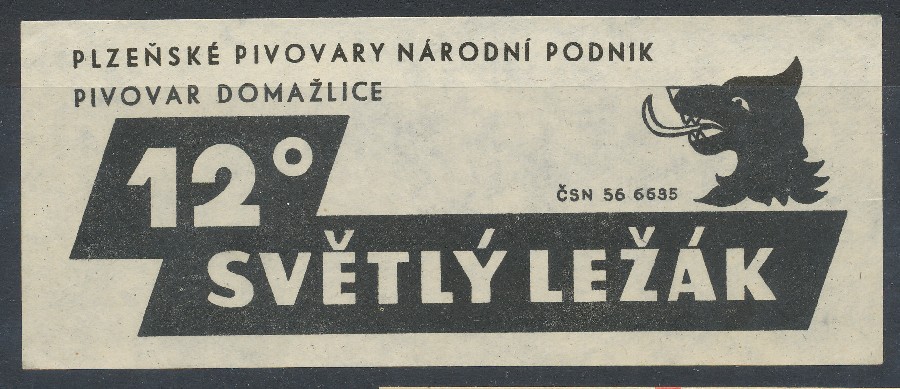 PLZEŇSKÉ PIVOVARY NÁRODNÍ PODNIK
PIVOVAR DOMAŽLICE
12°
ČSN 56 6635
SVĚTLÝ LEŽÁK